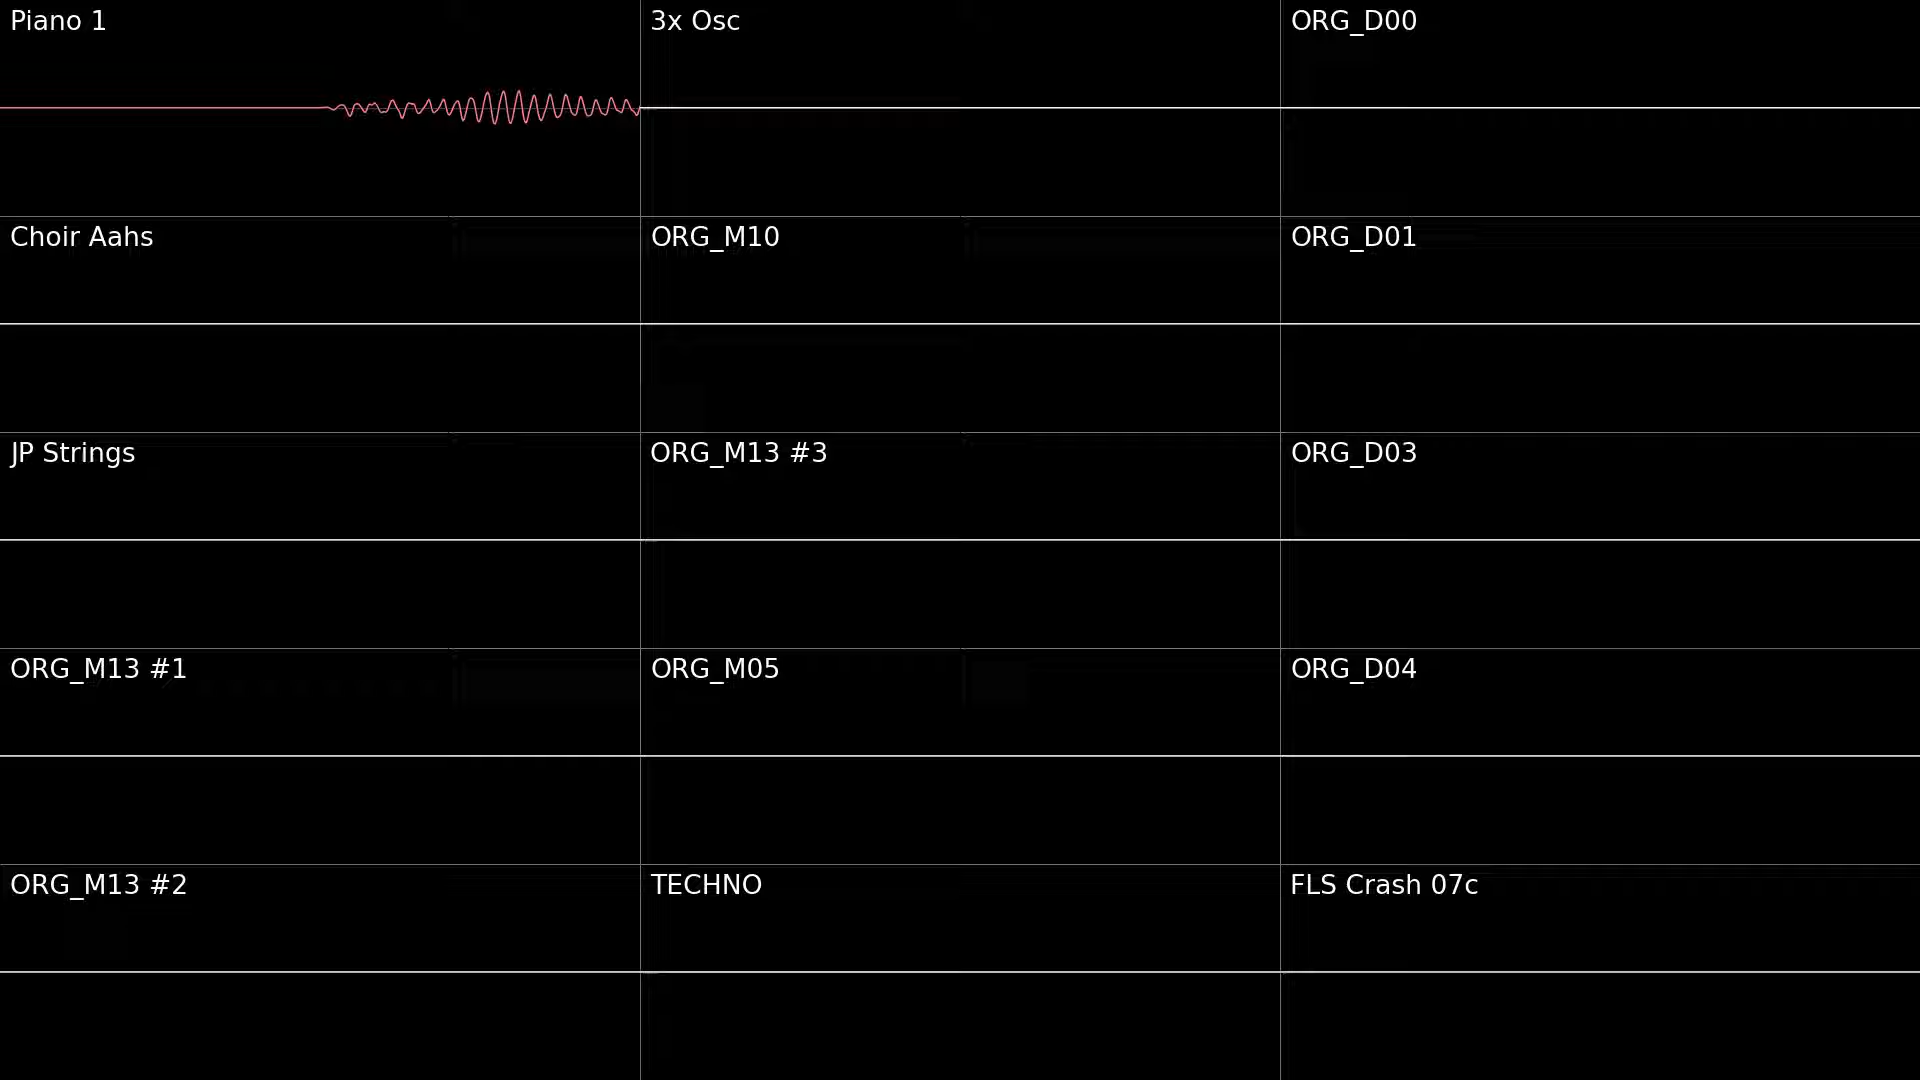 Piano 1
3x Osc
ORG_D00
Choir Aahs
ORG_M10
ORG_D01
JP Strings
ORG_M13 #3
ORG_D03
ORG_M13 #1
ORG_M05
ORG_D04
ORG_M13 #2
TECHNO
FLS Crash 07c